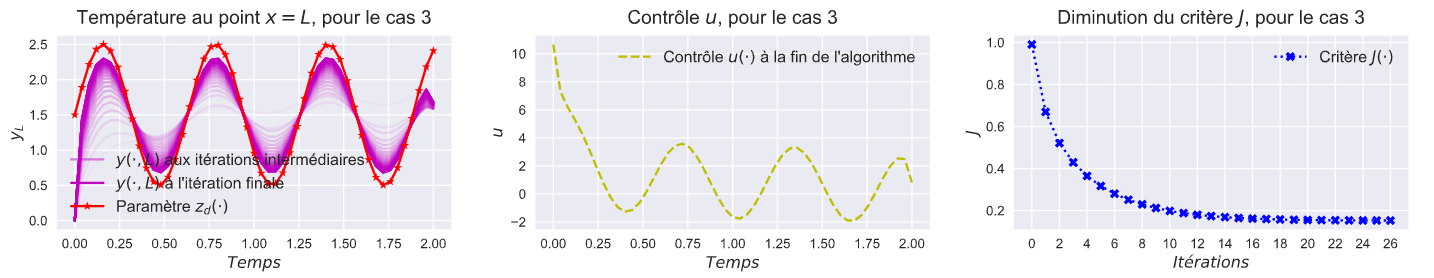 Température au point x = L, pour le cas 3
2.5
2.0
1.5
1.0
0.5
0.0
y_L
y(·, L) aux itérations intermédiaires
y(·, L) à l'itération finale
Paramètre z_d(·)
0.00 0.25 0.50 0.75 1.00 1.25 1.50 1.75 2.00
Temps
Contrôle u, pour le cas 3
10
8
6
4
2
0
−2
u
Contrôle u(·) à la fin de l'algorithme
0.00 0.25 0.50 0.75 1.00 1.25 1.50 1.75 2.00
Temps
Diminution du critère J, pour le cas 3
1.0
0.8
0.6
0.4
0.2
J
Critère J(·)
0 2 4 6 8 10 12 14 16 18 20 22 24 26
Itérations